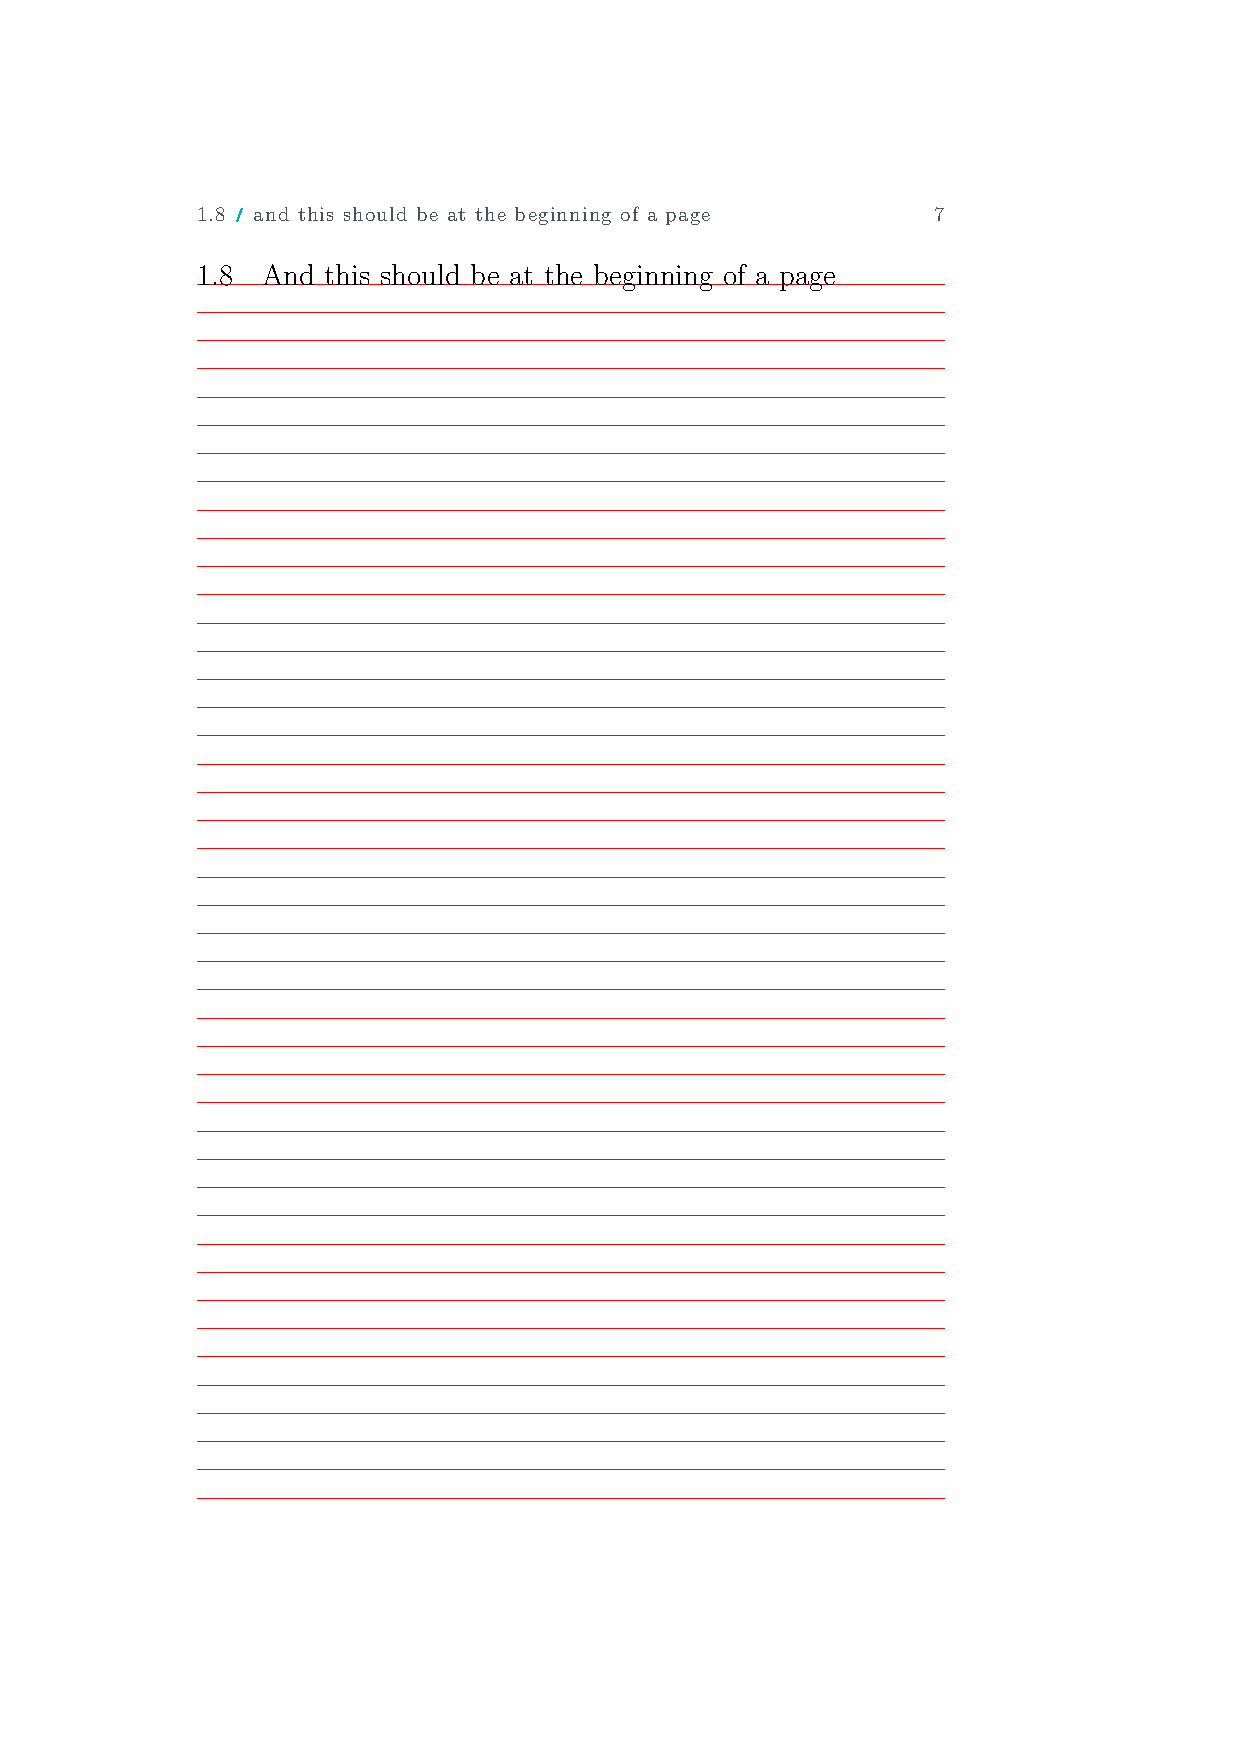 1.8 / and this should be at the beginning of a page 7
1.8 And this should be at the beginning of a page